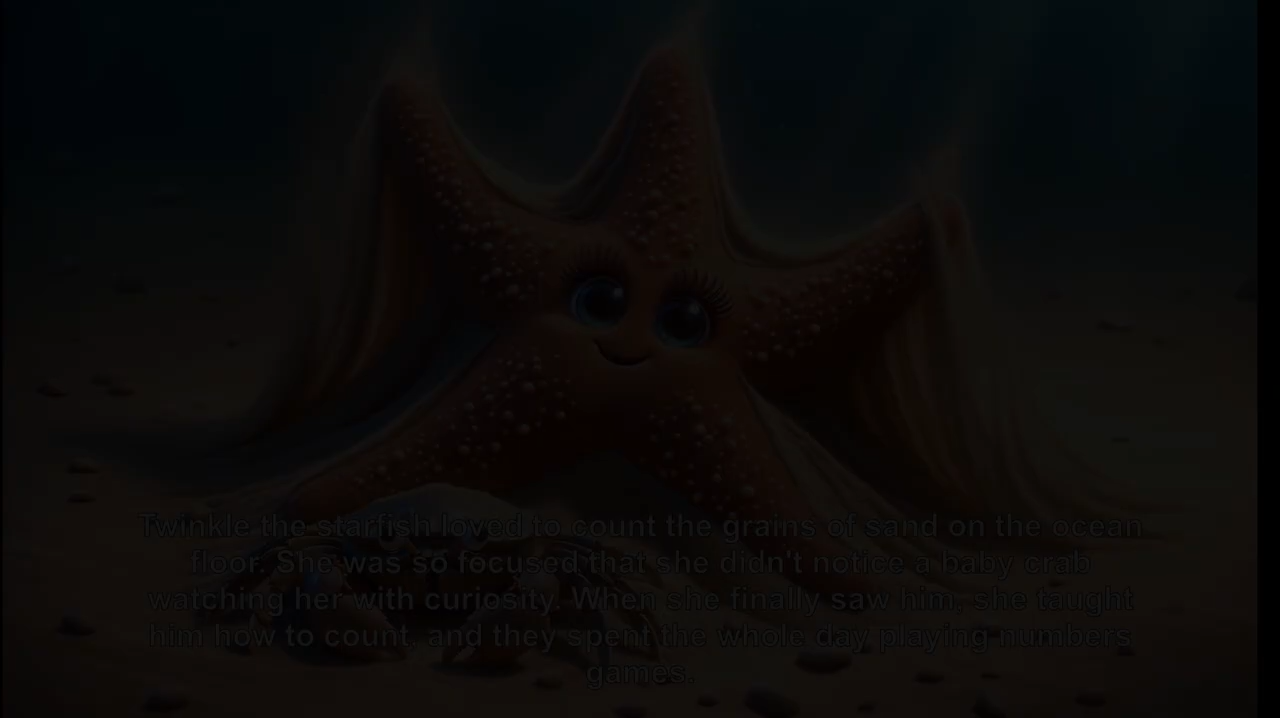 Twinkle the starfish loved to count the grains of sand on the ocean
floor. She was so focused that she didn't notice a baby crab
watching her with curiosity. When she finally saw him, she taught
him how to count, and they spent the whole day playing numbers
games.